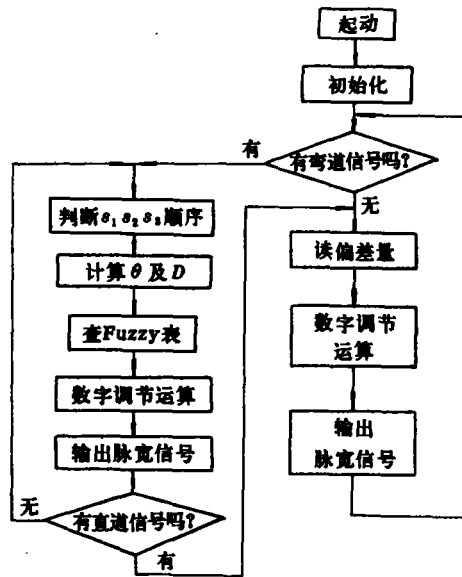 起动
初始化
有弯道信号吗?
有
无
判断s₁s₂s₃顺序
计算θ及D
查Fuzzy表
数字调节运算
输出脉宽信号
有直道信号吗?
无
有
读偏差量
数字调节
运算
输出
脉宽信号